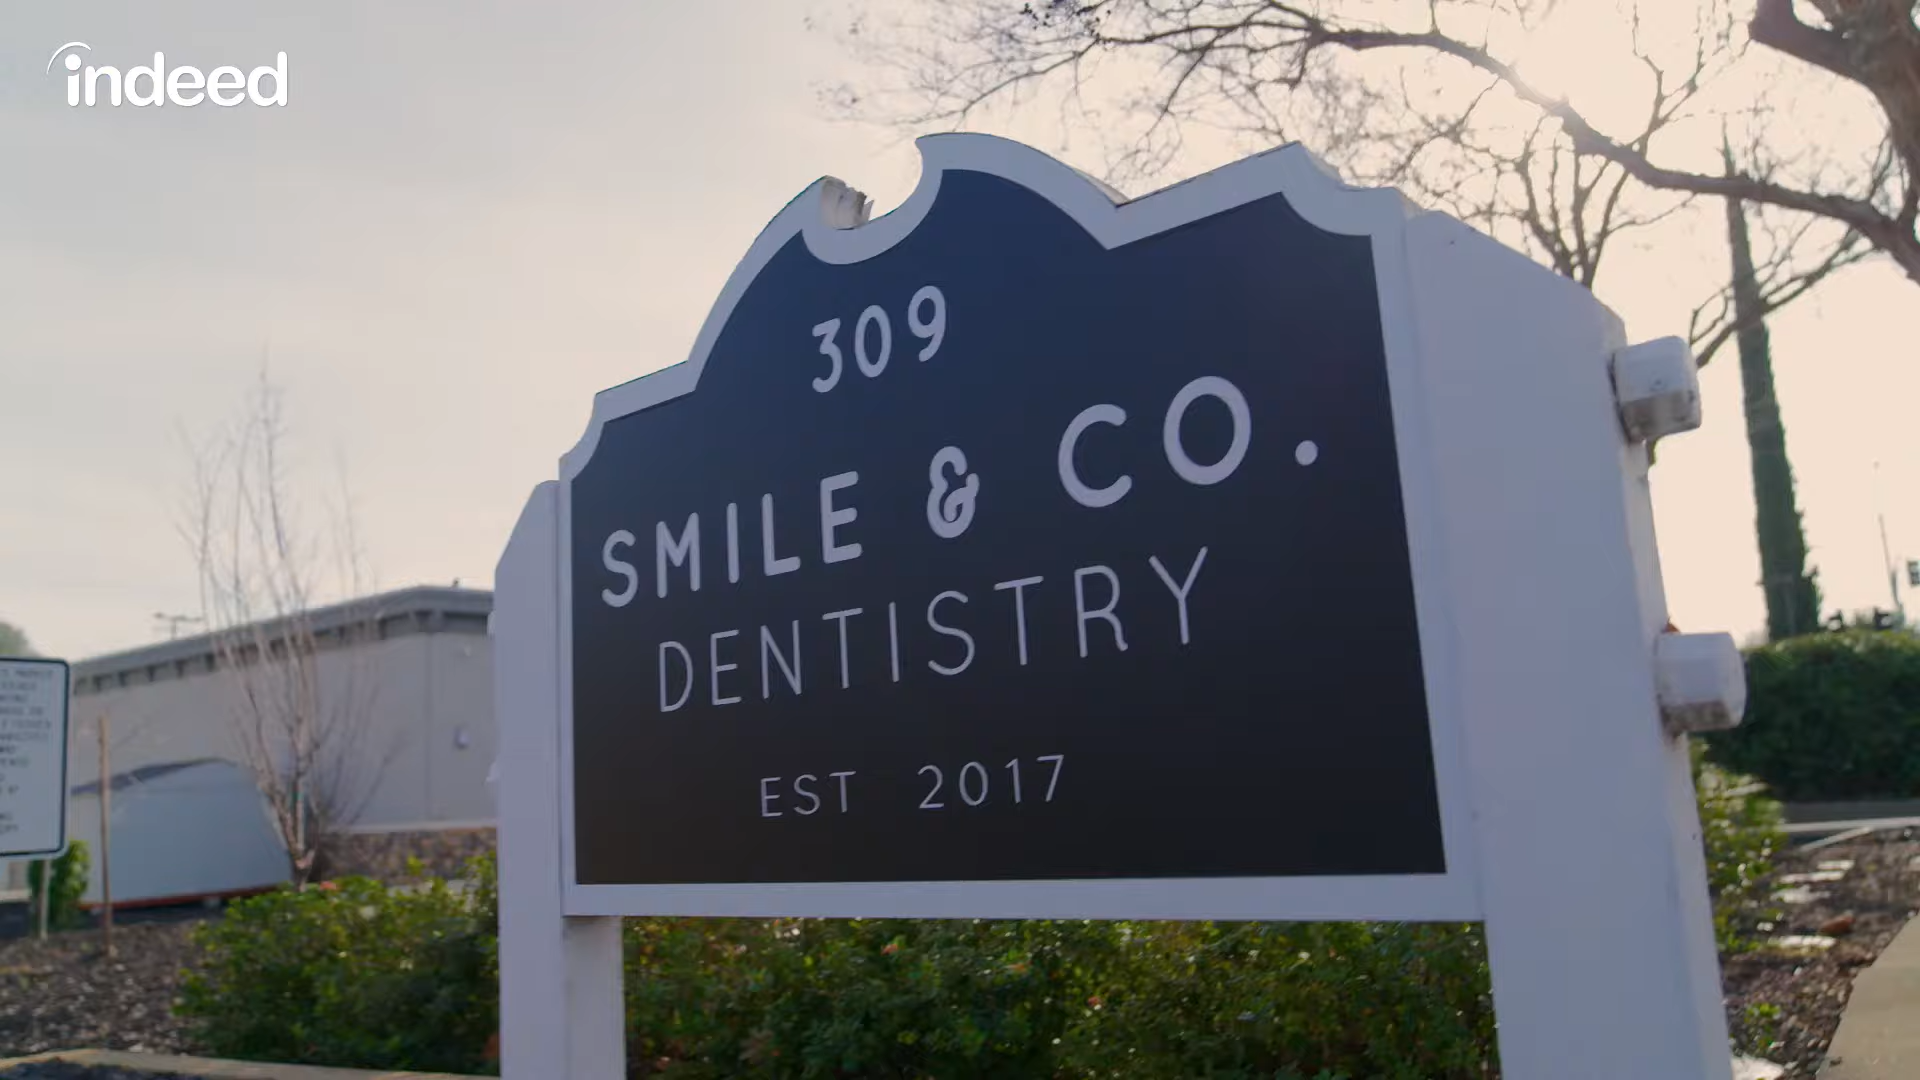 indeed
309
SMILE & CO.
DENTISTRY
EST 2017